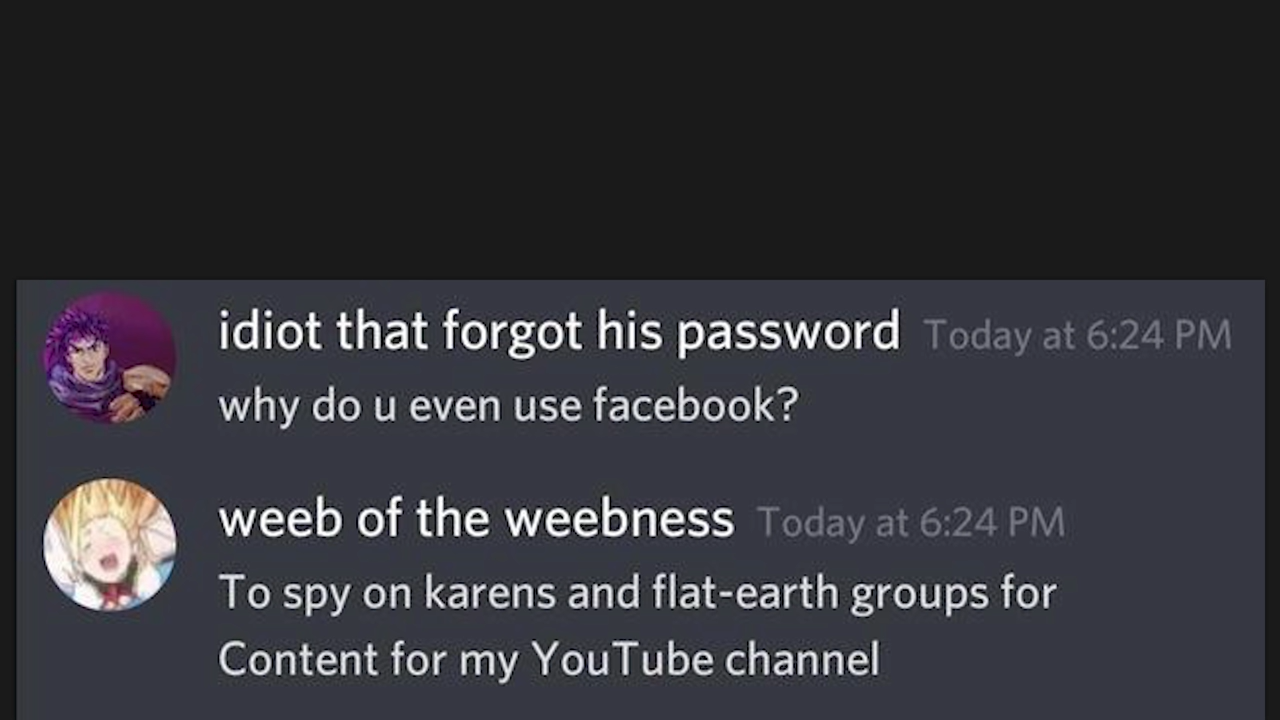 idiot that forgot his password Today at 6:24 PM
why do u even use facebook?
weeb of the weebness Today at 6:24 PM
To spy on karens and flat-earth groups for
Content for my YouTube channel